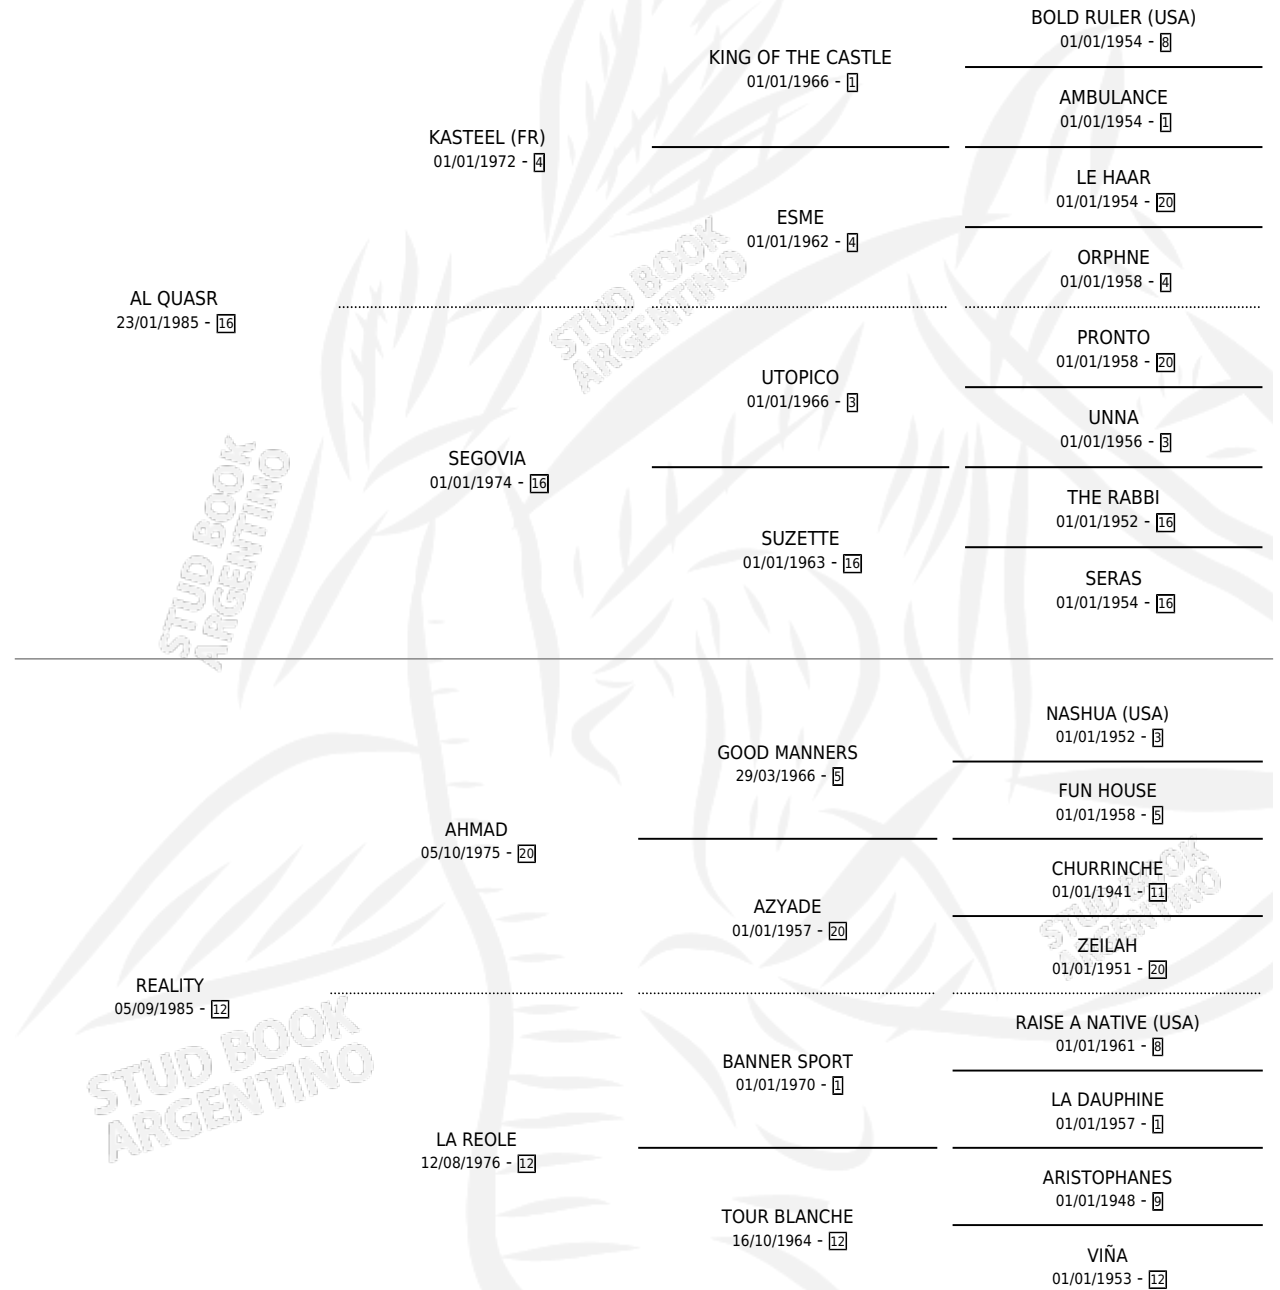 BOLD RULER (USA)
01/01/1954 - 8
KING OF THE CASTLE
01/01/1966 - 1
AMBULANCE
01/01/1954 - 1
KASTEEL (FR)
01/01/1972 - 4
LE HAAR
01/01/1954 - 20
ESME
01/01/1962 - 4
ORPHNE
01/01/1958 - 4
AL QUASR
23/01/1985 - 16
PRONTO
01/01/1958 - 20
UTOPICO
01/01/1966 - 3
UNNA
01/01/1956 - 3
SEGOVIA
01/01/1974 - 16
THE RABBI
01/01/1952 - 16
SUZETTE
01/01/1963 - 16
SERAS
01/01/1954 - 16
STUD BOOK
ARGENTINO
STUD BOOK
ARGENTINO
NASHUA (USA)
01/01/1952 - 3
GOOD MANNERS
29/03/1966 - 5
FUN HOUSE
01/01/1958 - 5
AHMAD
05/10/1975 - 20
CHURRINCHE
01/01/1941 - 11
AZYADE
01/01/1957 - 20
ZEILAH
01/01/1951 - 20
STUD BOOK
ARGENTINO
REALITY
05/09/1985 - 12
RAISE A NATIVE (USA)
01/01/1961 - 8
BANNER SPORT
01/01/1970 - 1
LA DAUPHINE
01/01/1957 - 1
LA REOLE
12/08/1976 - 12
ARISTOPHANES
01/01/1948 - 9
TOUR BLANCHE
16/10/1964 - 12
VIÑA
01/01/1953 - 12
STUD BOOK
ARGENTINO